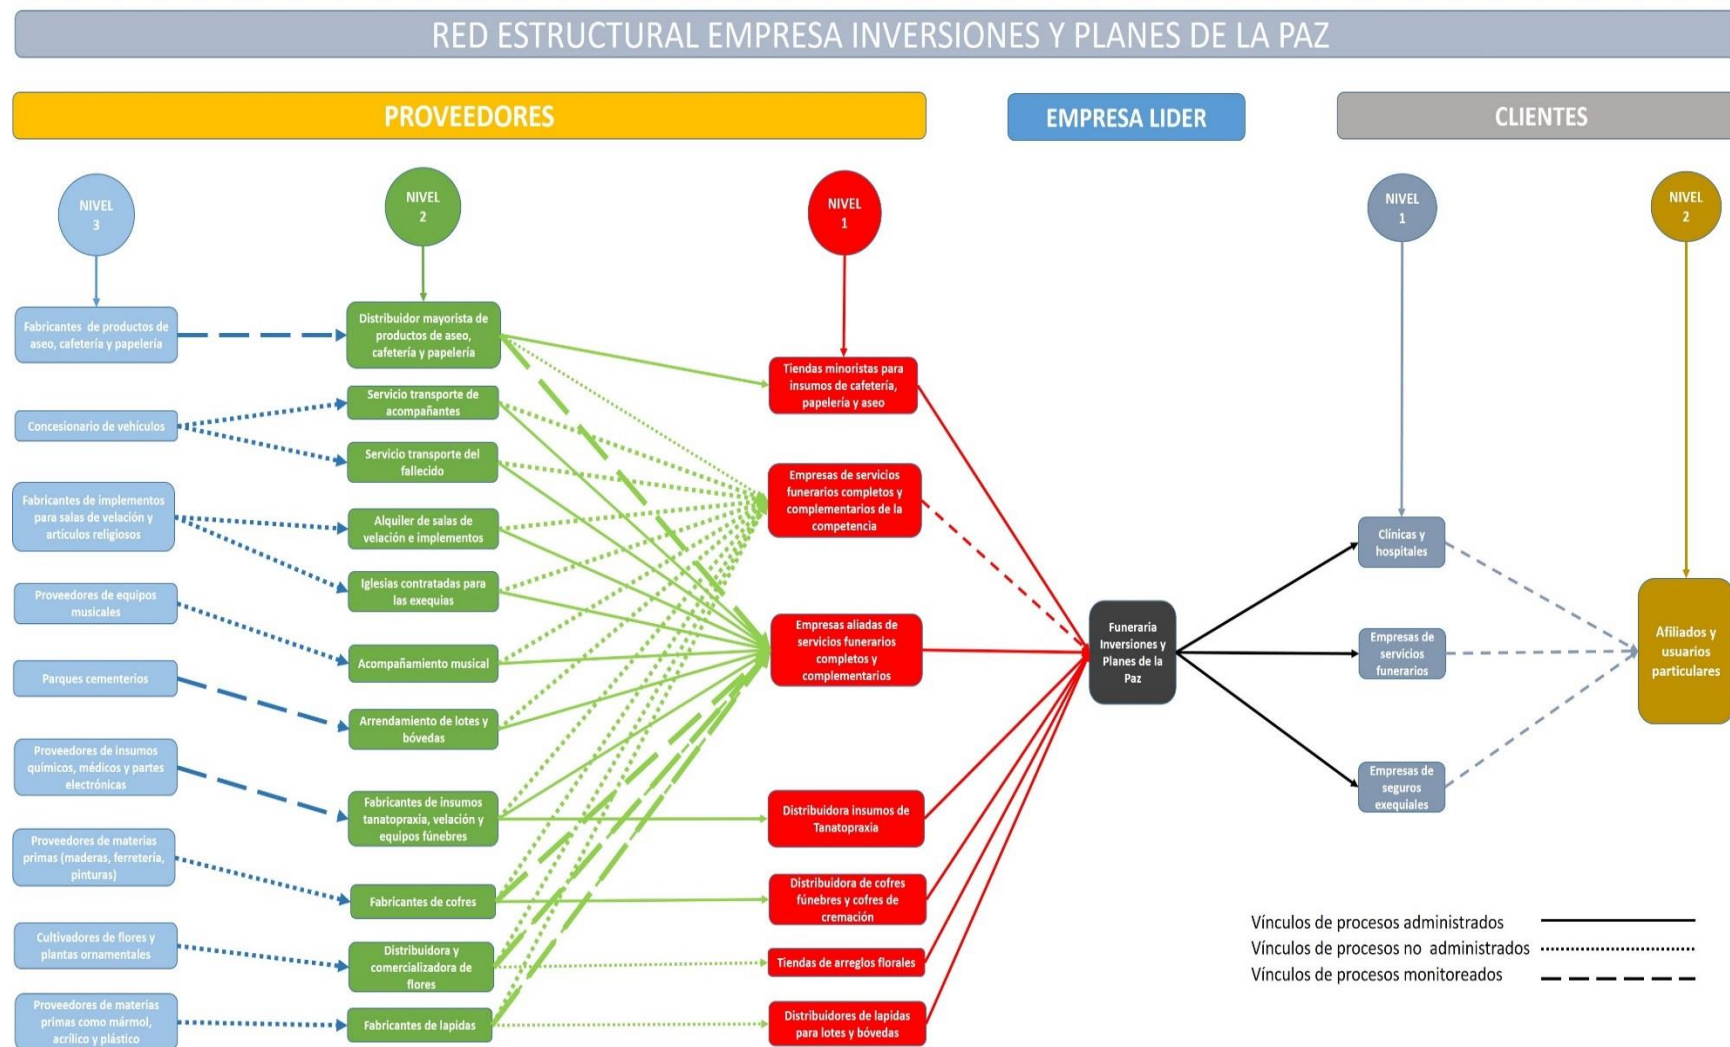 RED ESTRUCTURAL EMPRESA INVERSIONES Y PLANES DE LA PAZ
PROVEEDORES
EMPRESA LIDER
CLIENTES
NIVEL
3
NIVEL
2
NIVEL
1
NIVEL
1
NIVEL
2
Fabricantes de productos de
aseo, cafetería y papelería
Concesionario de vehículos
Fabricantes de implementos
para salas de velación y
artículos religiosos
Proveedores de equipos
musicales
Parques cementerios
Proveedores de insumos
químicos, médicos y partes
electrónicas
Proveedores de materias
primas (maderas, ferretería,
pinturas)
Cultivadores de flores y
plantas ornamentales
Proveedores de materias
primas como mármol,
acrílico y plástico
Distribuidor mayorista de
productos de aseo,
cafetería y papelería
Servicio transporte de
acompañantes
Servicio transporte del
fallecido
Alquiler de salas de
velación e implementos
Iglesias contratadas para
las exequias
Acompañamiento musical
Arrendamiento de lotes y
bóvedas
Fabricantes de insumos
tanatopraxia, velación y
equipos fúnebres
Fabricantes de cofres
Distribuidora y
comercializadora de
flores
Fabricantes de lapidas
Tiendas minoristas para
insumos de cafetería,
papelería y aseo
Empresas de servicios
funerarios completos y
complementarios de la
competencia
Empresas aliadas de
servicios funerarios
completos y
complementarios
Distribuidora insumos de
Tanatopraxia
Distribuidora de cofres
fúnebres y cofres de
cremación
Tiendas de arreglos florales
Distribuidores de lapidas
para lotes y bóvedas
Funeraria
Inversiones y
Planes de la
Paz
Clínicas y
hospitales
Empresas de
servicios
funerarios
Empresas de
seguros
exequiales
Afiliados y
usuarios
particulares
Vínculos de procesos administrados
Vínculos de procesos no administrados
Vínculos de procesos monitoreados